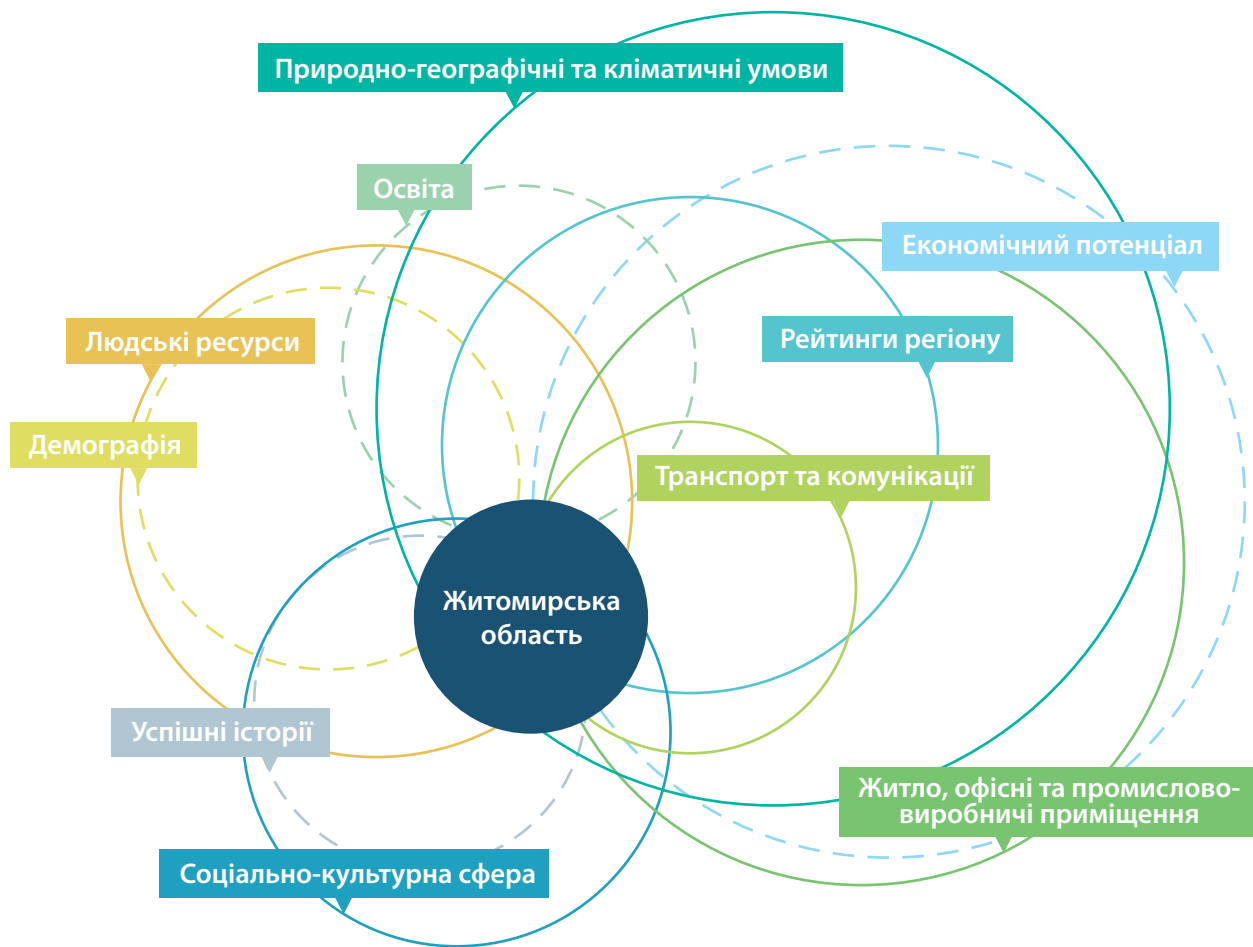 Природно-географічні та кліматичні умови
Освіта
Економічний потенціал
Людські ресурси
Рейтинги регіону
Демографія
Транспорт та комунікації
Житомирська
область
Успішні історії
Житло, офісні та промислово-
виробничі приміщення
Соціально-культурна сфера